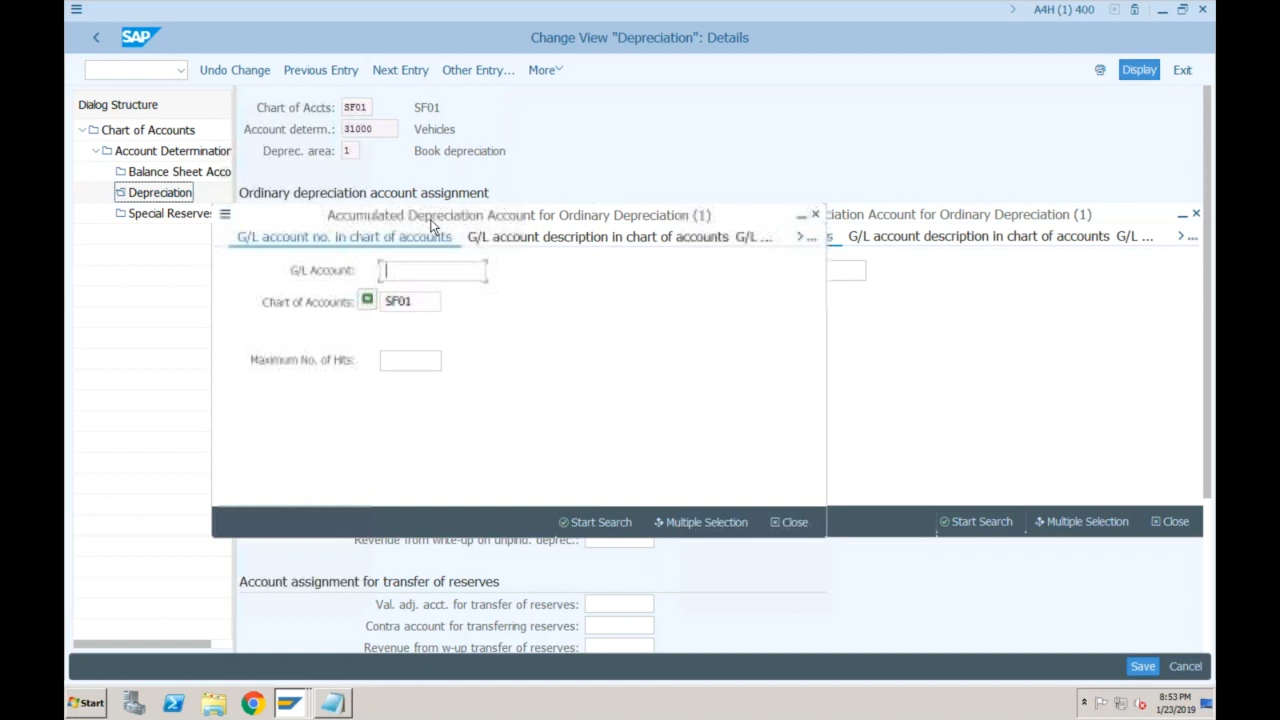 A4H (1) 400
SAP
Change View "Depreciation": Details
Undo Change Previous Entry Next Entry Other Entry... More Display Exit
Dialog Structure
Chart of Accounts
Account Determination
Balance Sheet Acco
Depreciation
Special Reserves
Chart of Accts: SF01 SF01
Account determ.: 31000 Vehicles
Deprec. area: 1 Book depreciation
Ordinary depreciation account assignment
Accumulated Depreciation Account for Ordinary Depreciation (1)
G/L account no. in chart of accounts G/L account description in chart of accounts G/L ...
G/L Account:
Chart of Accounts: SF01
Maximum No. of Hits:
Start Search Multiple Selection Close
ciation Account for Ordinary Depreciation (1)
s G/L account description in chart of accounts G/L ...
Start Search Multiple Selection Close
Revenue from write-up on unplnd. deprec.:
Account assignment for transfer of reserves
Val. adj. acct. for transfer of reserves:
Contra account for transferring reserves:
Revenue from w-up transfer of reserves:
Save Cancel
Start
8:53 PM
1/23/2019